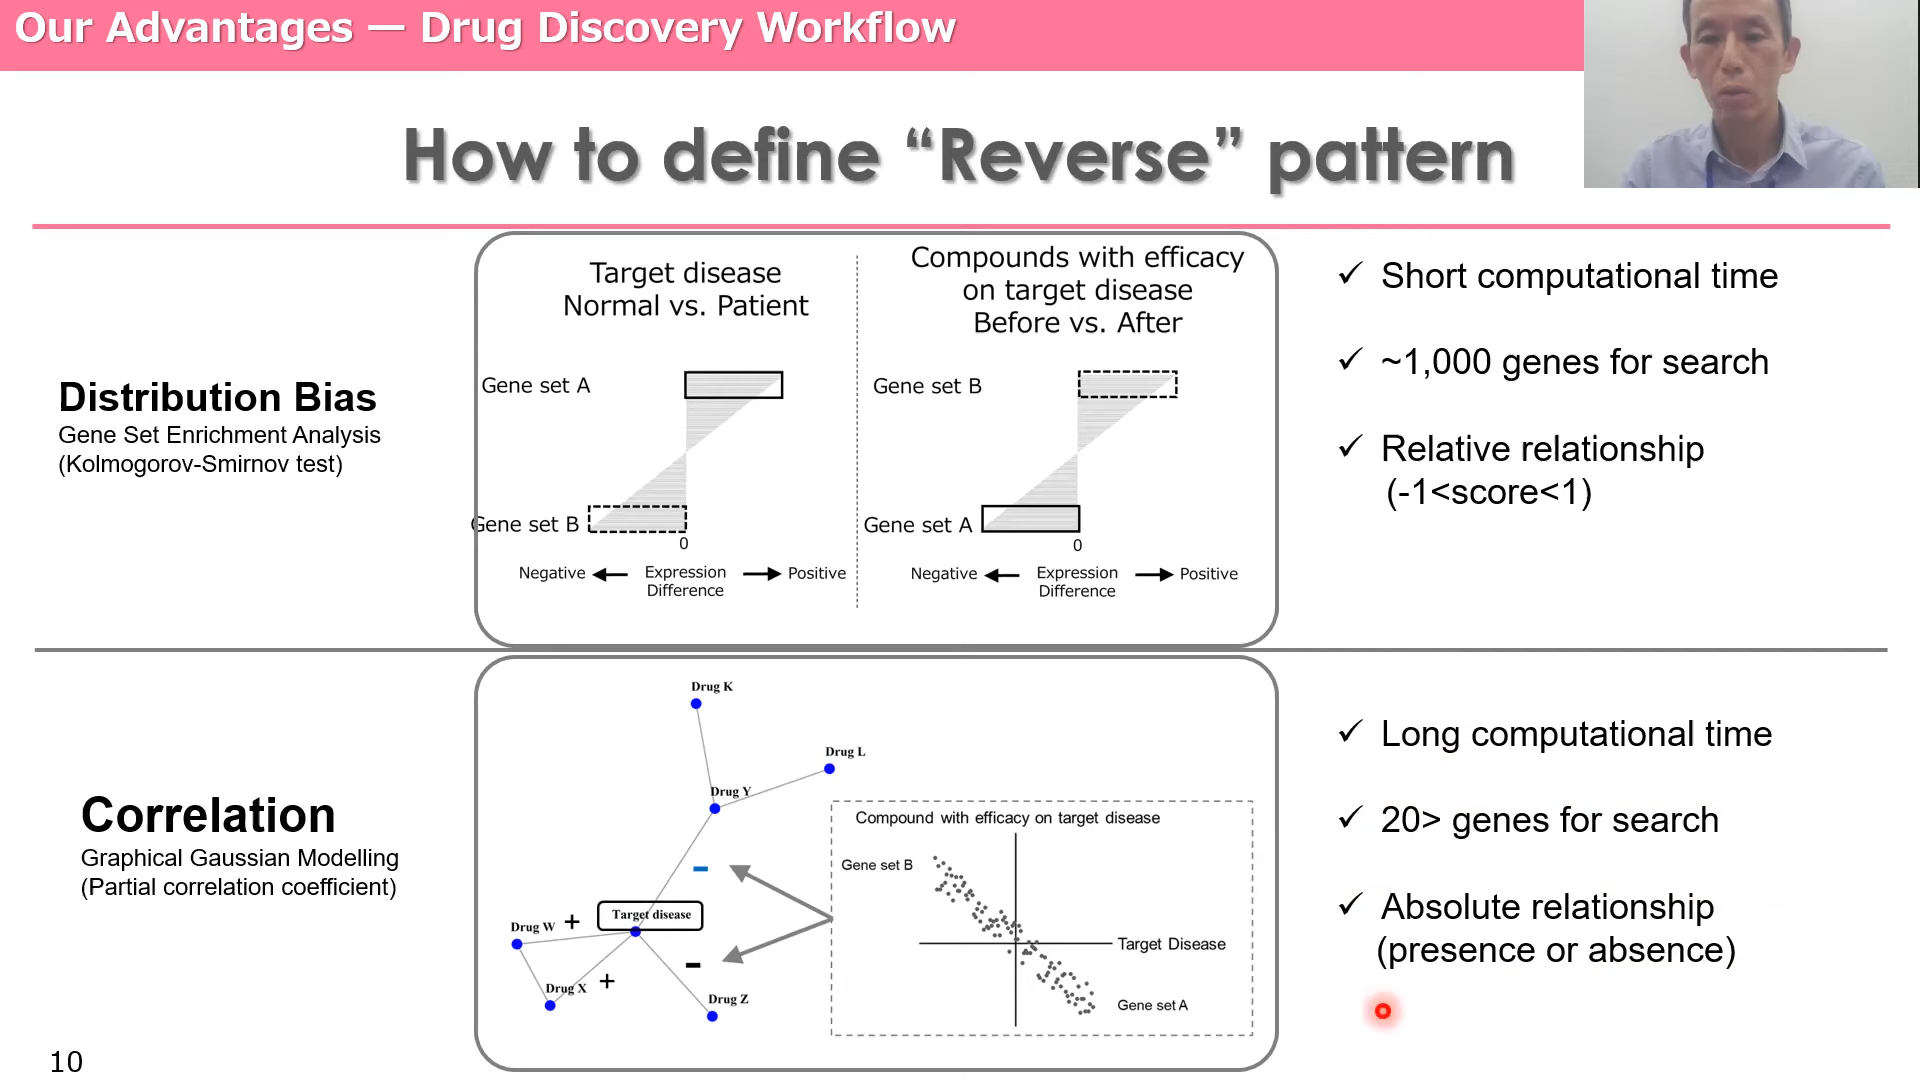 Our Advantages — Drug Discovery Workflow
How to define “Reverse” pattern
Distribution Bias
Gene Set Enrichment Analysis
(Kolmogorov-Smirnov test)
Target disease
Normal vs. Patient
Gene set A
Gene set B
0
Negative
Expression
Difference
Positive
Compounds with efficacy
on target disease
Before vs. After
Gene set B
Gene set A
0
Negative
Expression
Difference
Positive
✓ Short computational time
✓ ~1,000 genes for search
✓ Relative relationship
(-1<score<1)
Correlation
Graphical Gaussian Modelling
(Partial correlation coefficient)
Drug K
Drug L
Drug Y
–
Target disease
Drug W +
Drug X +
-
Drug Z
Compound with efficacy on target disease
Gene set B
Target Disease
Gene set A
✓ Long computational time
✓ 20> genes for search
✓ Absolute relationship
(presence or absence)
10